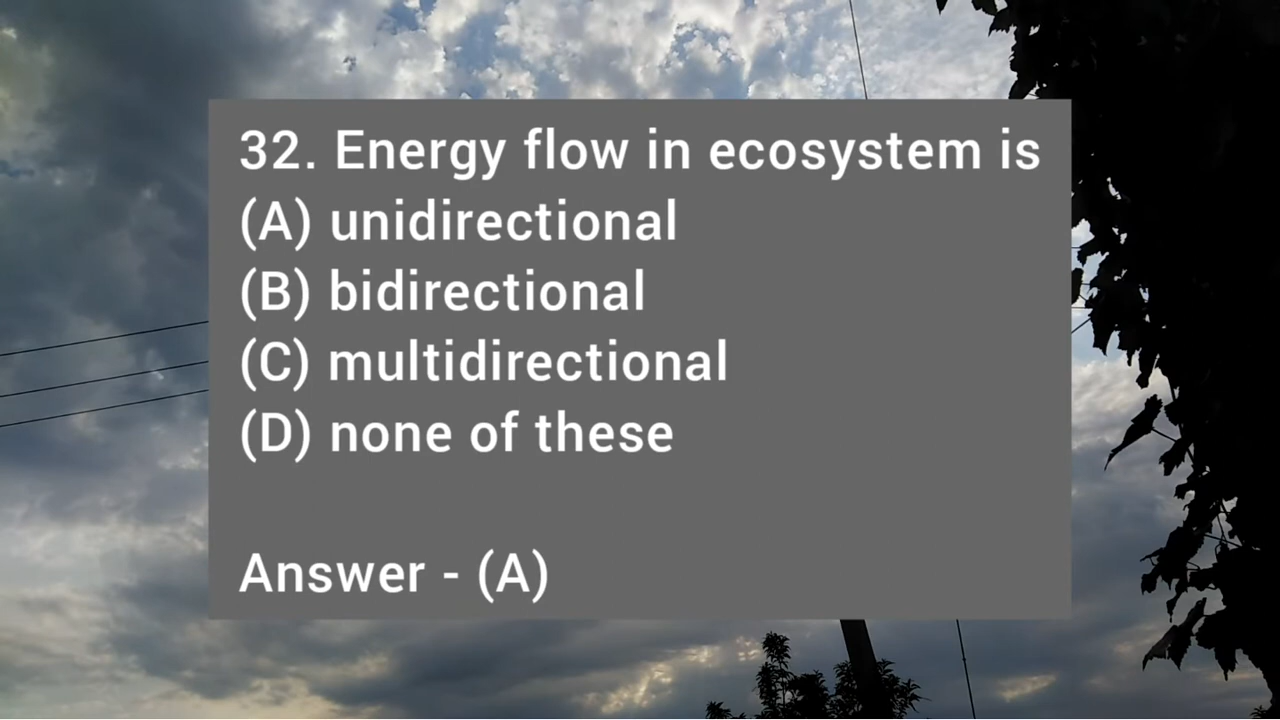 32. Energy flow in ecosystem is
(A) unidirectional
(B) bidirectional
(C) multidirectional
(D) none of these
Answer - (A)